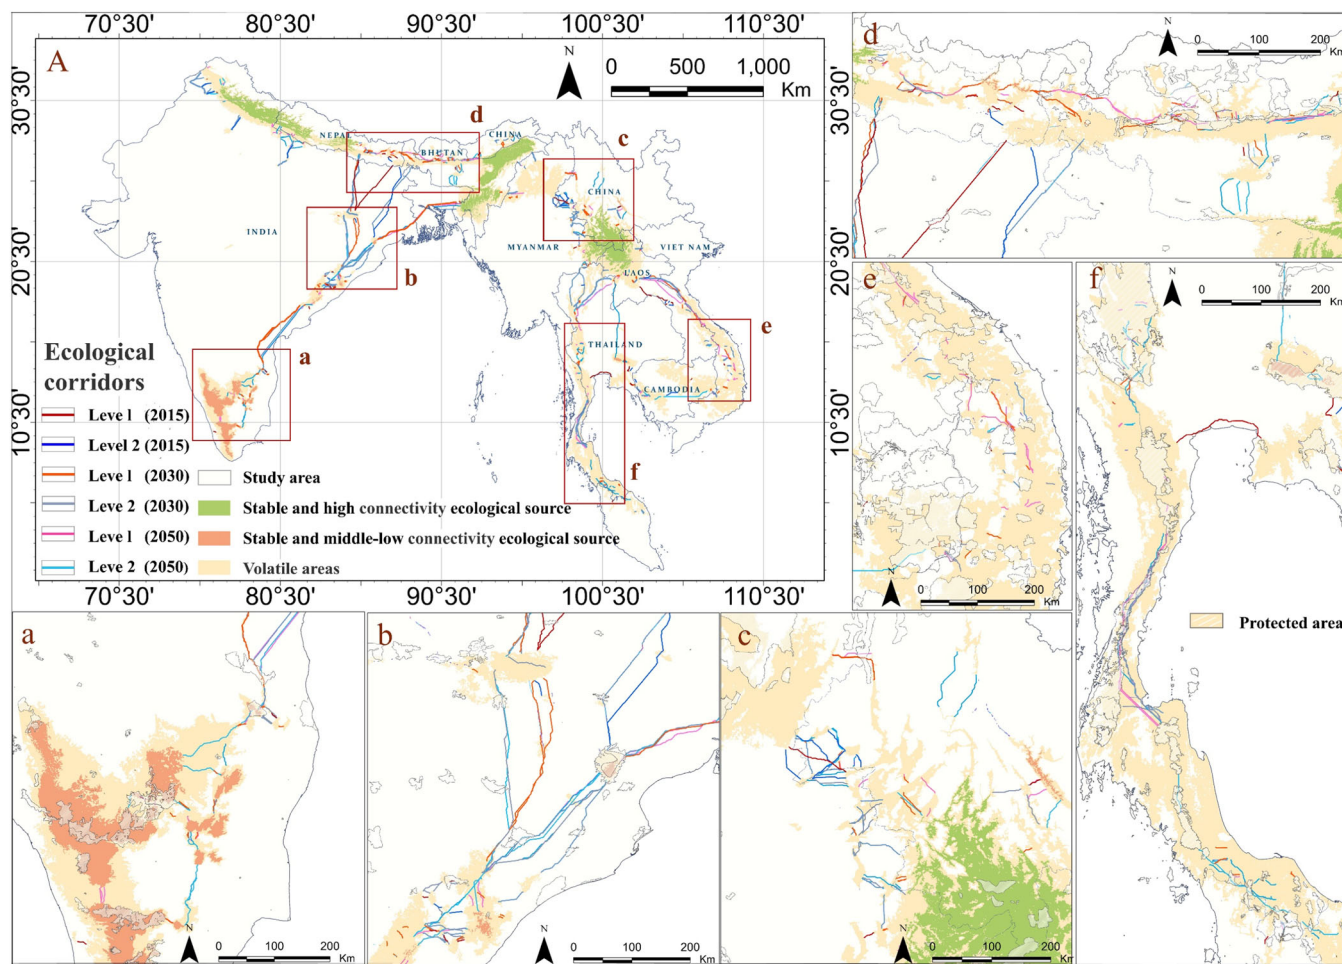 70°30'
80°30'
90°30'
100°30'
110°30'
A
N
0 500 1,000
Km
30°30'
20°30'
10°30'
30°30'
20°30'
10°30'
NEPAL
d
BHUTAN
CHINA
c
CHINA
INDIA
b
MYANMAR
VIET NAM
LAOS
a
THAILAND
e
CAMBODIA
f
Ecological
corridors
Leve l (2015)
Level 2 (2015)
Leve l (2030)
Leve 2 (2030)
Leve l (2050)
Leve 2 (2050)
Study area
Stable and high connectivity ecological source
Stable and middle-low connectivity ecological source
Volatile areas
70°30'
80°30'
90°30'
100°30'
110°30'
d
N
0 100 200
Km
e
N
0 100 200
Km
f
N
0 100 200
Km
Protected area
a
N
0 100 200
Km
b
N
0 100 200
Km
c
N
0 100 200
Km